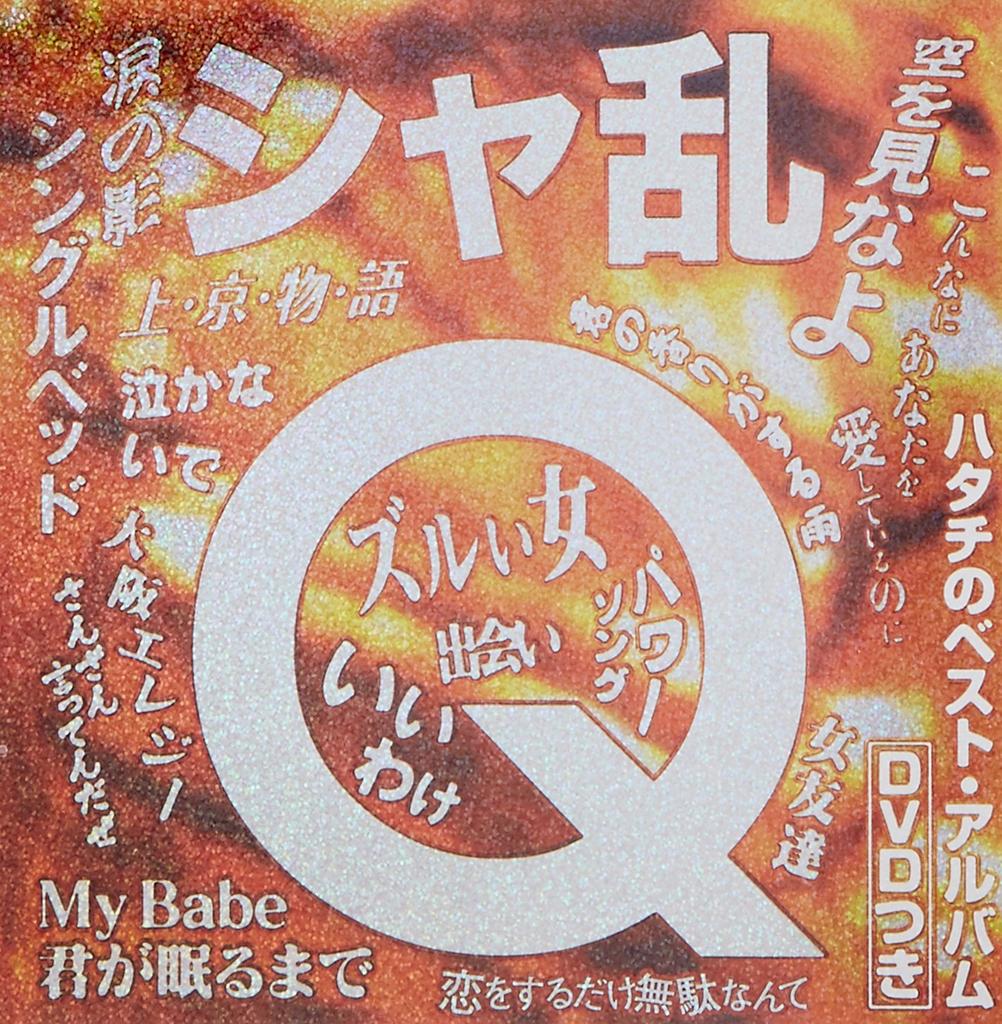 シャ乱
Q
涙の影
シングルベッド
上・京・物・語
泣かないで
大阪エレジー
さんざん言ってんだよ
空を見なよ
こんなにあなたを愛しているのに
君の香りがする雨
ハタチのベスト・アルバム
DVDつき
ズルい女
パワーソング
出会い
いいわけ
女友達
My Babe
君が眠るまで
恋をするだけ無駄なんて